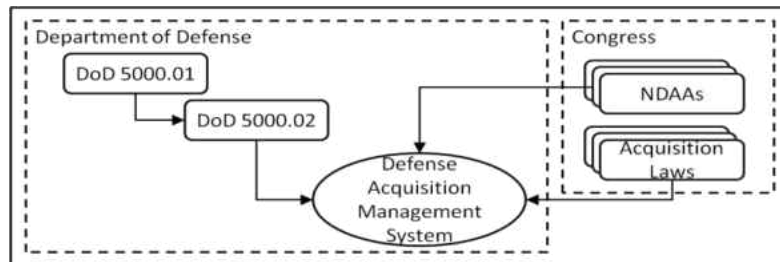 Department of Defense
DoD 5000.01
DoD 5000.02
Defense
Acquisition
Management
System
Congress
NDAAs
Acquisition
Laws